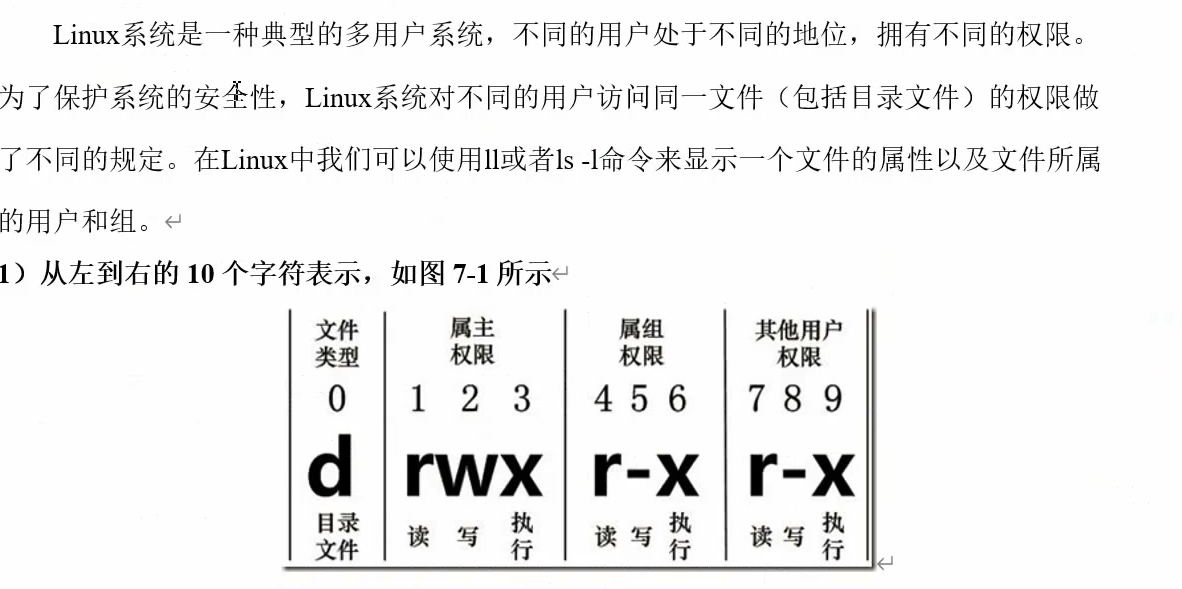 Linux系统是一种典型的多用户系统，不同的用户处于不同的地位，拥有不同的权限。
为了保护系统的安全性，Linux系统对不同的用户访问同一文件（包括目录文件）的权限做
了不同的规定。在Linux中我们可以使用ll或者ls -l命令来显示一个文件的属性以及文件所属
的用户和组。
1）从左到右的 10 个字符表示，如图 7-1 所示
文件 属主 属组 其他用户
类型 权限 权限 权限
0 1 2 3 4 5 6 7 8 9
d rwx r-x r-x
目录 读 写 执 读 写 执 读 写 执
文件 行 行 行